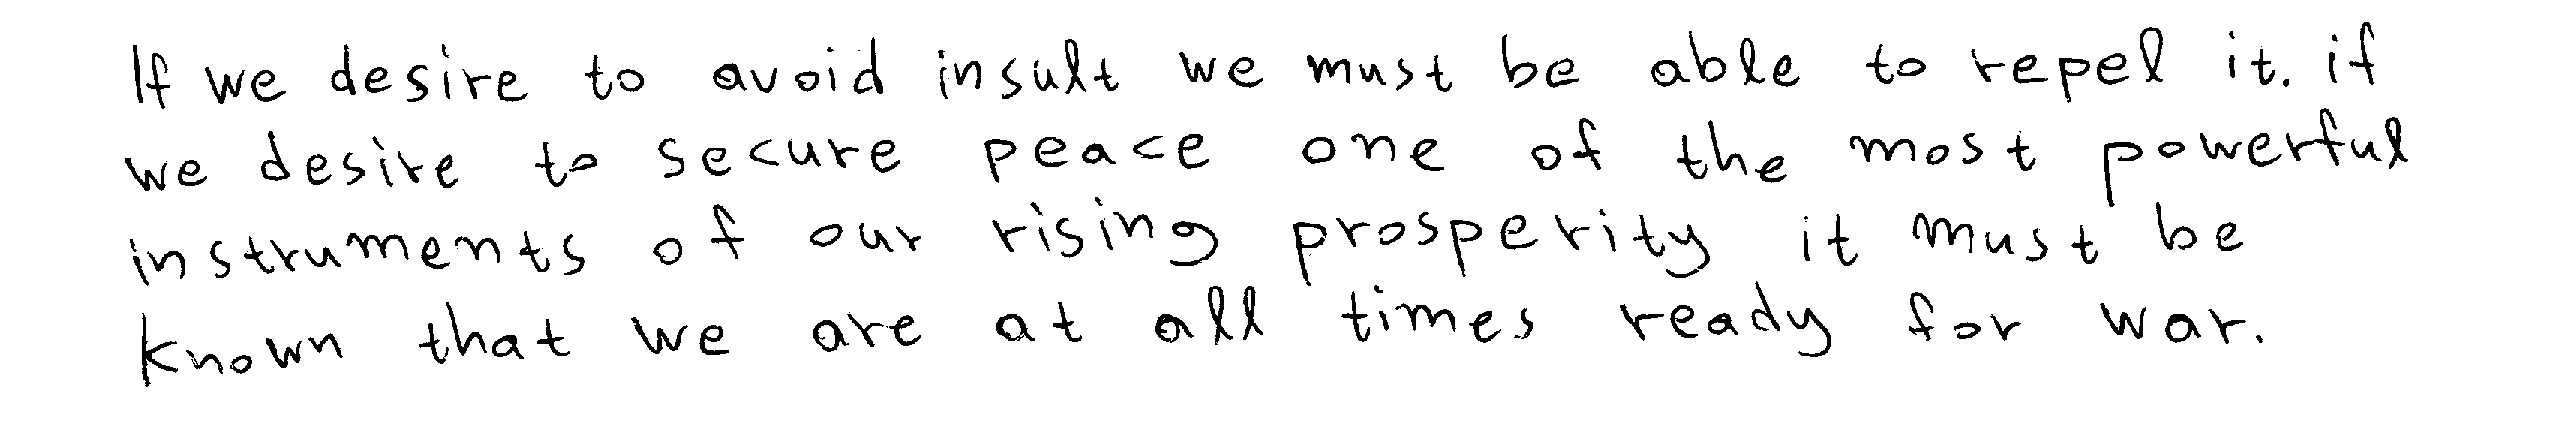 If we desire to avoid insult we must be able to repel it. if
we desire to secure peace one of the most powerful
instruments of our rising prosperity it must be
known that we are at all times ready for war.